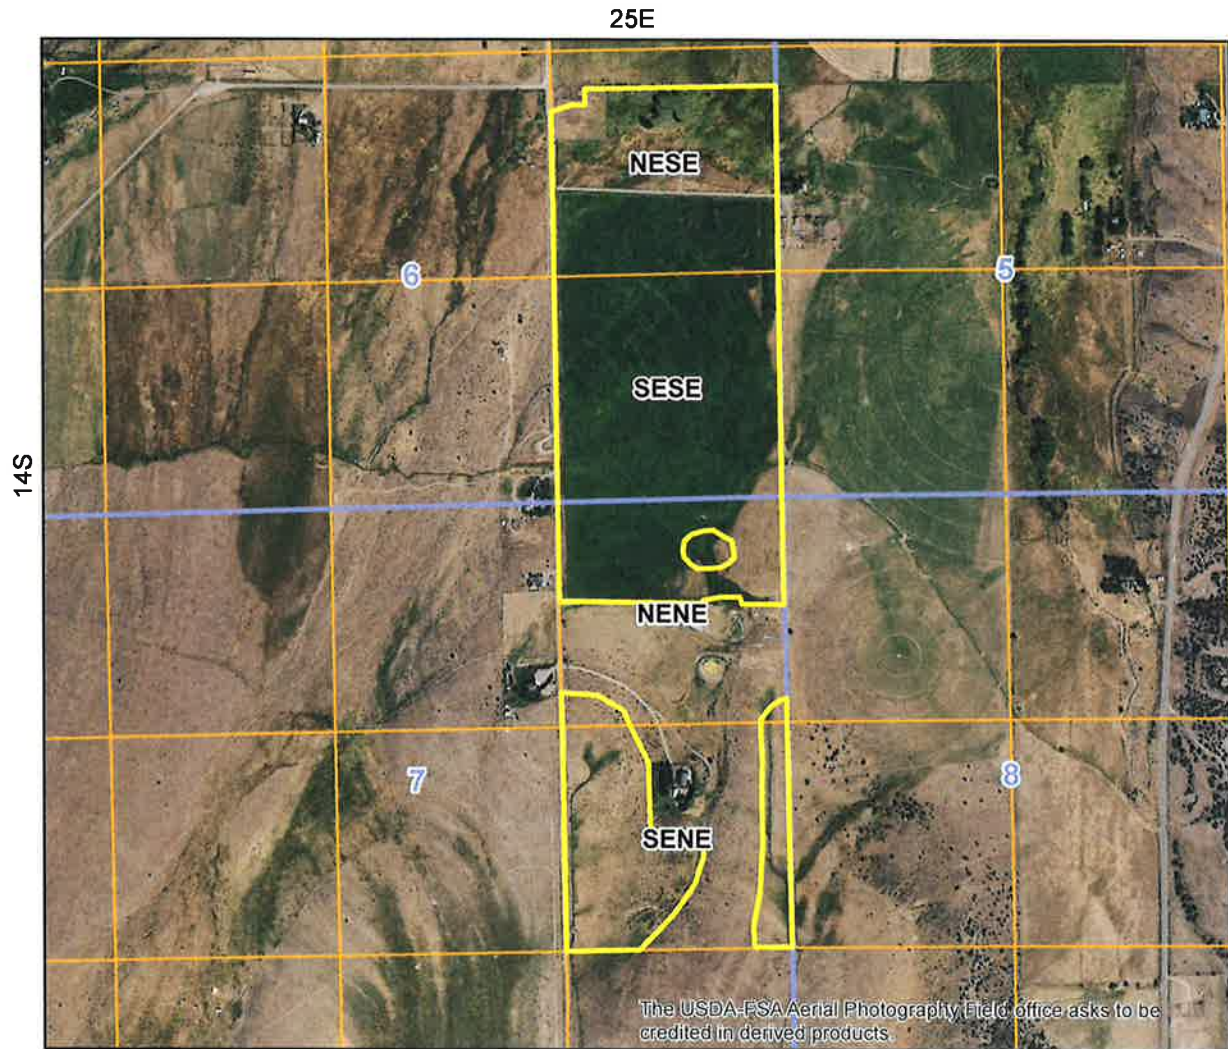 25E
NESE
6
5
SESE
14S
NENE
7
8
SENE
The USDA-FSA Aerial Photography Field office asks to be
credited in derived products.